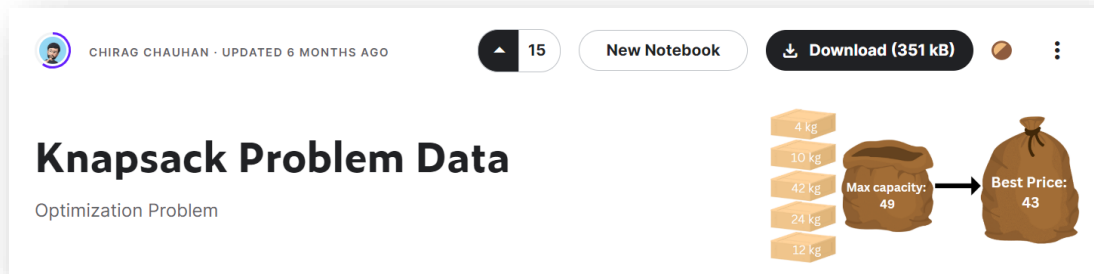 CHIRAG CHAUHAN · UPDATED 6 MONTHS AGO
15
New Notebook
Download (351 kB)
Knapsack Problem Data
Optimization Problem
4 kg
10 kg
42 kg
24 kg
12 kg
Max capacity:
49
Best Price:
43